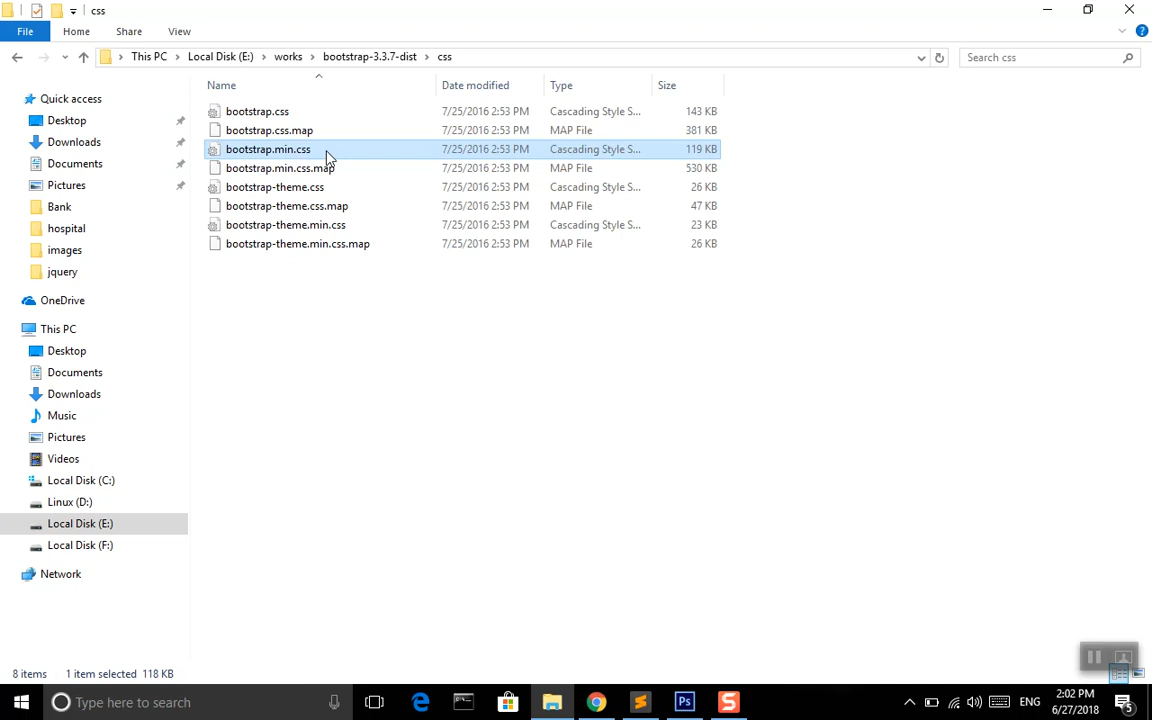 css
File Home Share View
This PC Local Disk (E:) works bootstrap-3.3.7-dist css
Search css
Name Date modified Type Size
bootstrap.css 7/25/2016 2:53 PM Cascading Style S... 143 KB
bootstrap.css.map 7/25/2016 2:53 PM MAP File 381 KB
bootstrap.min.css 7/25/2016 2:53 PM Cascading Style S... 119 KB
bootstrap.min.css.map 7/25/2016 2:53 PM MAP File 530 KB
bootstrap-theme.css 7/25/2016 2:53 PM Cascading Style S... 26 KB
bootstrap-theme.css.map 7/25/2016 2:53 PM MAP File 47 KB
bootstrap-theme.min.css 7/25/2016 2:53 PM Cascading Style S... 23 KB
bootstrap-theme.min.css.map 7/25/2016 2:53 PM MAP File 26 KB
Quick access
Desktop
Downloads
Documents
Pictures
Bank
hospital
images
jquery
OneDrive
This PC
Desktop
Documents
Downloads
Music
Pictures
Videos
Local Disk (C:)
Linux (D:)
Local Disk (E:)
Local Disk (F:)
Network
8 items 1 item selected 118 KB
Type here to search
Ps
S
ENG
2:02 PM
6/27/2018
5